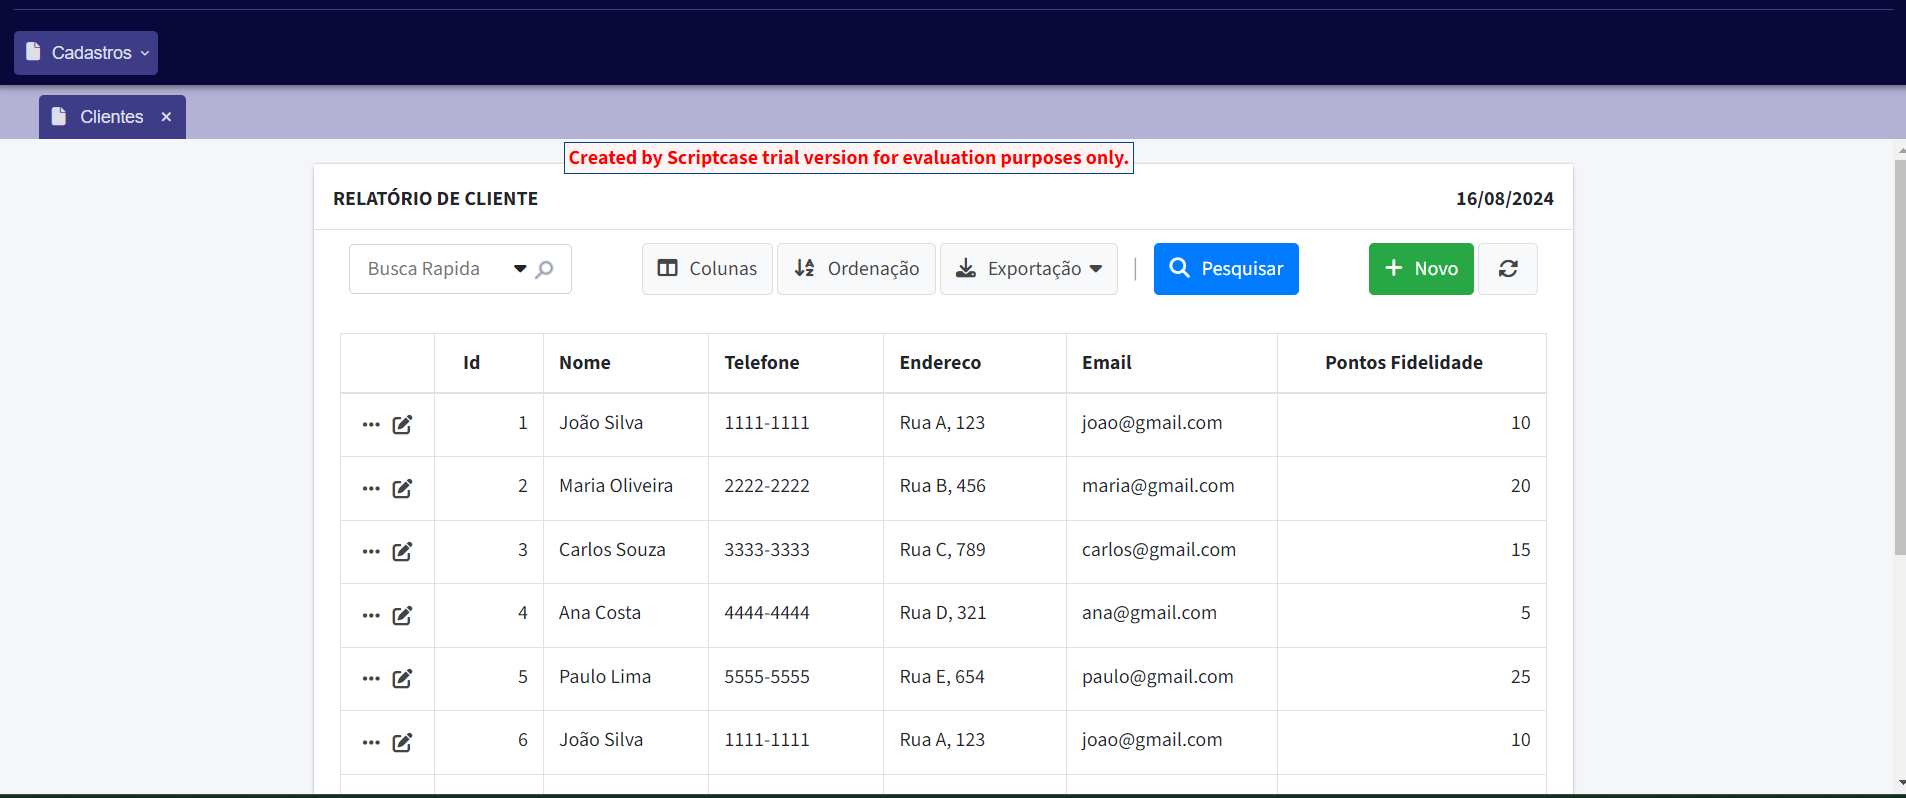 Cadastros
Clientes ×
Created by Scriptcase trial version for evaluation purposes only.
RELATÓRIO DE CLIENTE 16/08/2024
Busca Rapida Colunas Ordenação Exportação | Pesquisar + Novo
Id Nome Telefone Endereco Email Pontos Fidelidade
1 João Silva 1111-1111 Rua A, 123 joao@gmail.com 10
2 Maria Oliveira 2222-2222 Rua B, 456 maria@gmail.com 20
3 Carlos Souza 3333-3333 Rua C, 789 carlos@gmail.com 15
4 Ana Costa 4444-4444 Rua D, 321 ana@gmail.com 5
5 Paulo Lima 5555-5555 Rua E, 654 paulo@gmail.com 25
6 João Silva 1111-1111 Rua A, 123 joao@gmail.com 10